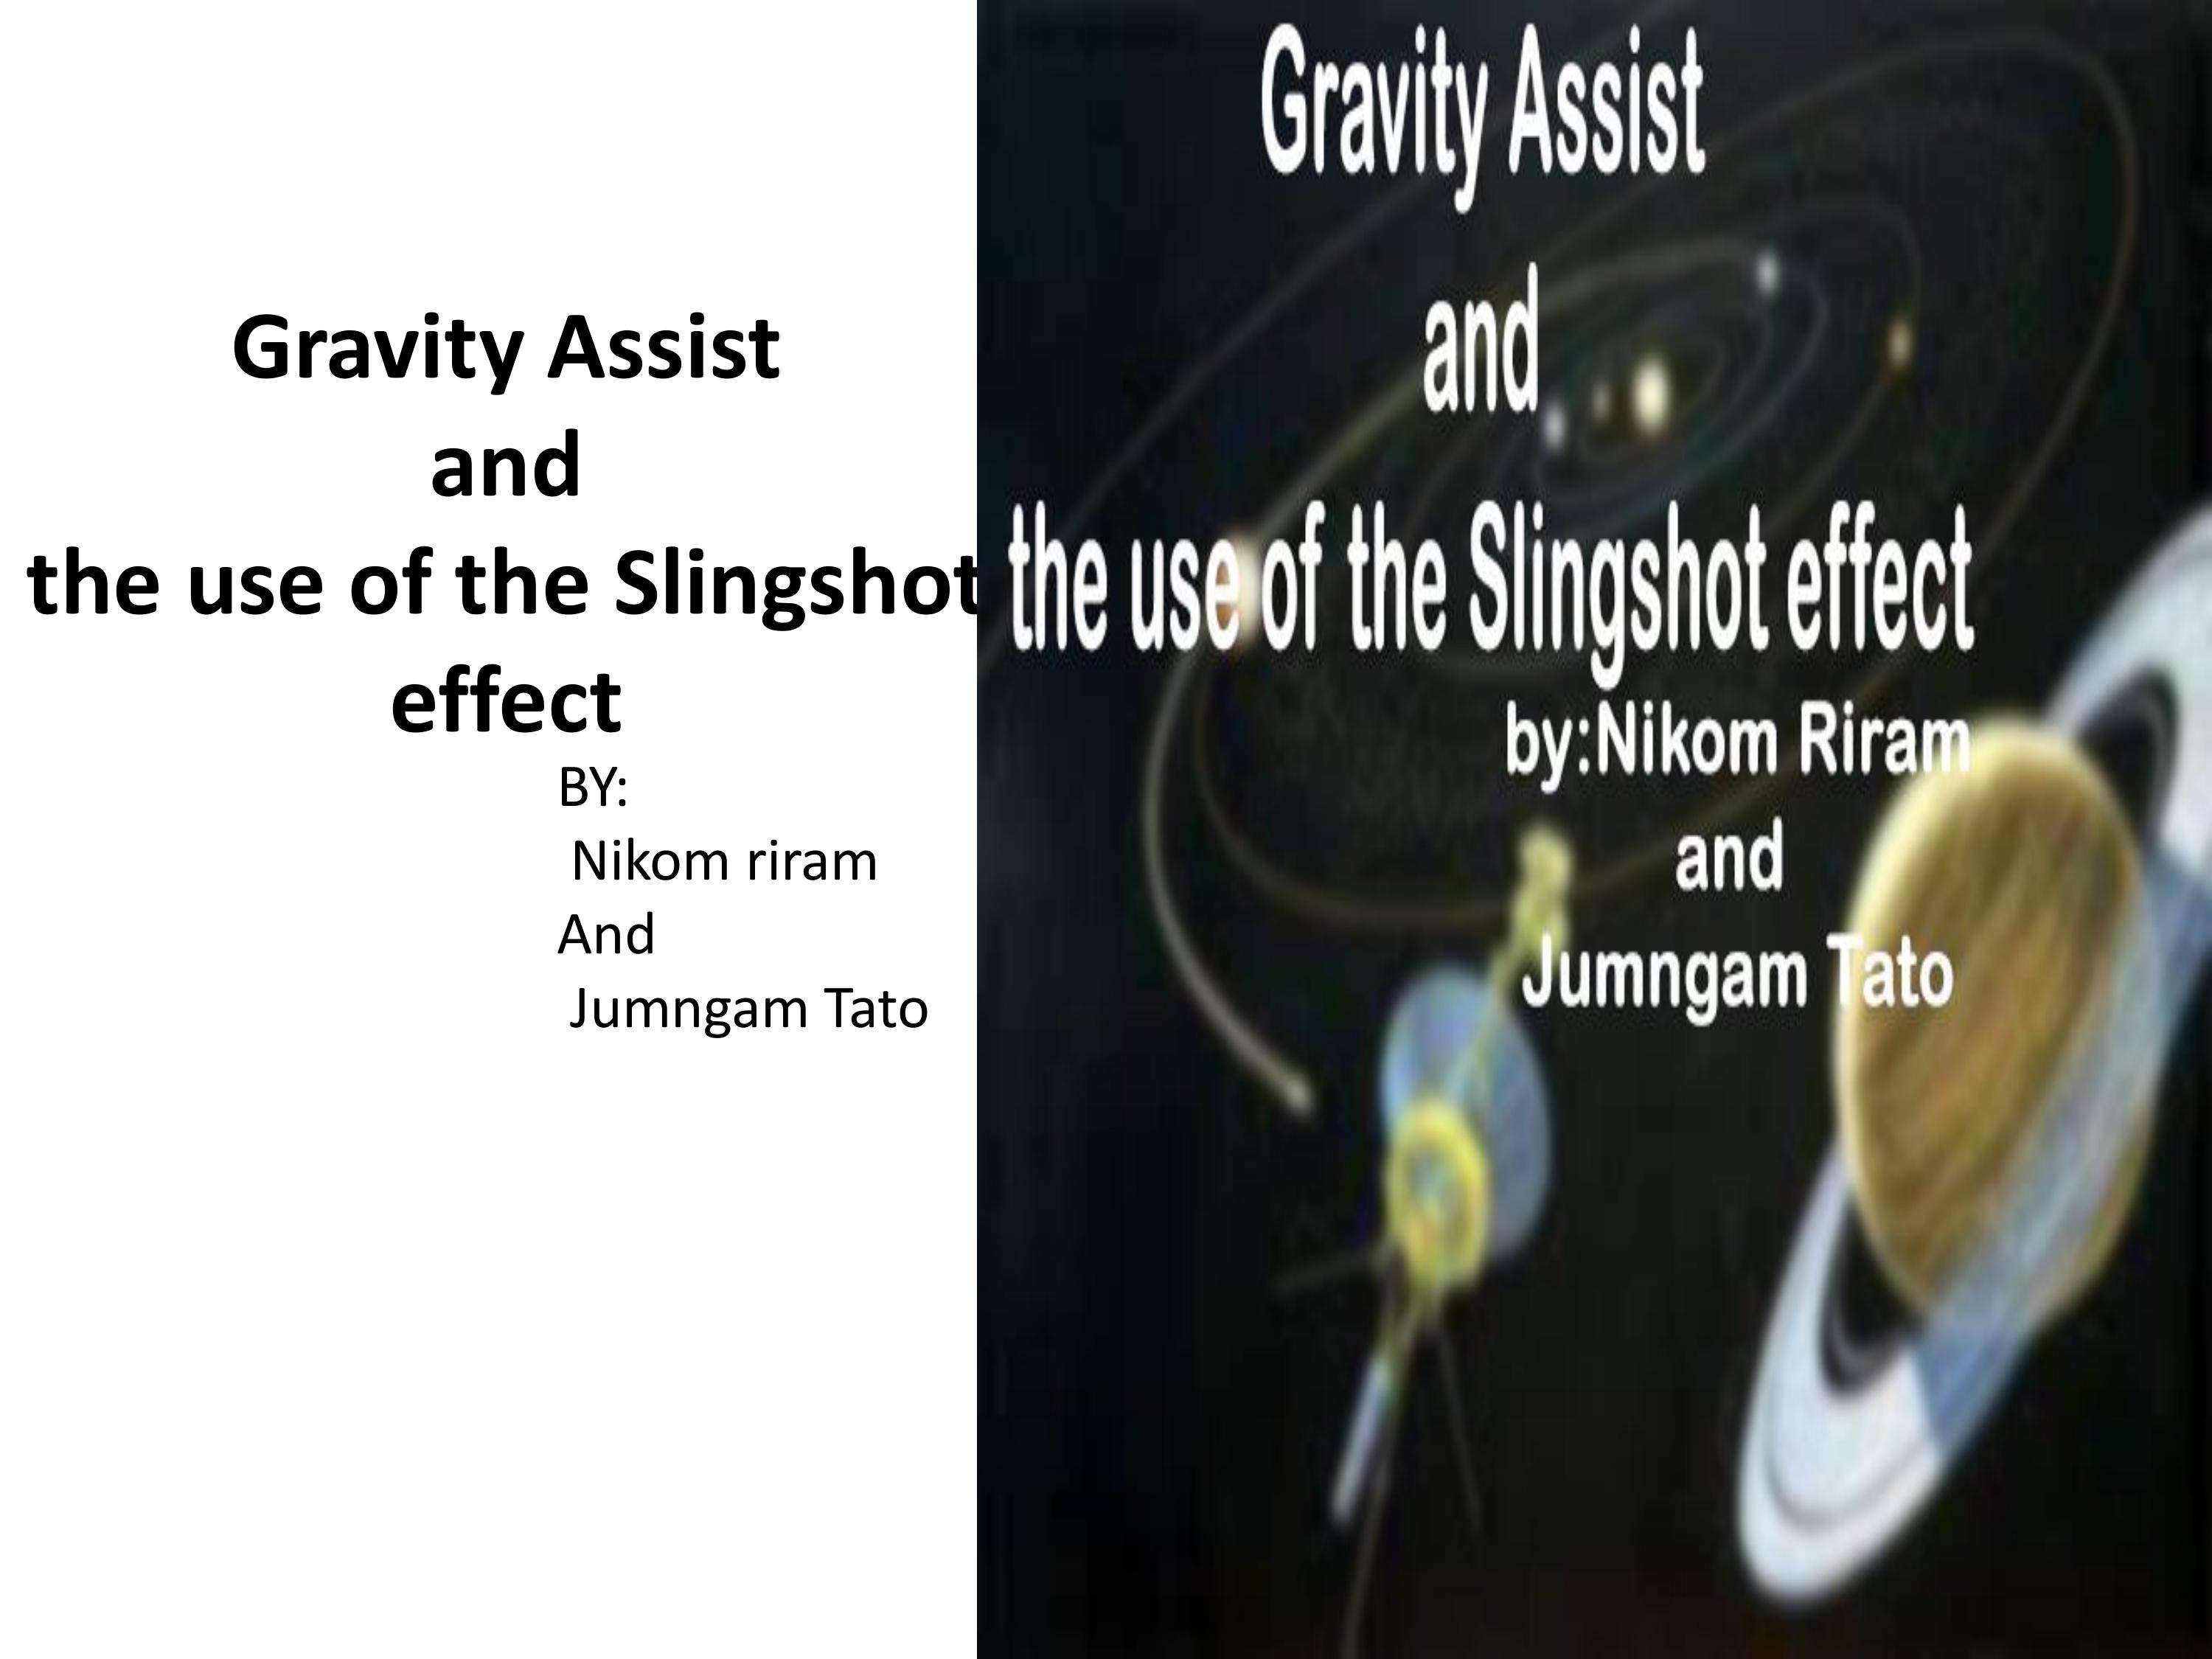 Gravity Assist
and
the use of the Slingshot
effect
BY:
Nikom riram
And
Jumngam Tato
Gravity Assist
and
the use of the Slingshot effect
by:Nikom Riram
and
Jumngam Tato